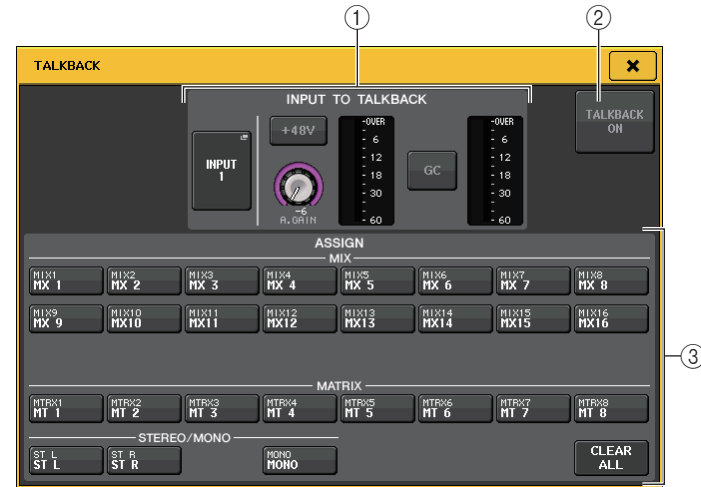 ① ②
TALKBACK ×
INPUT TO TALKBACK
TALKBACK
ON
INPUT
1
+48V
-6
A.GAIN
-OVER
- 6
- 12
- 18
- 30
- 60
GC
-OVER
- 6
- 12
- 18
- 30
- 60
ASSIGN
MIX
MIX1 MIX2 MIX3 MIX4 MIX5 MIX6 MIX7 MIX8
MX 1 MX 2 MX 3 MX 4 MX 5 MX 6 MX 7 MX 8
MIX9 MIX10 MIX11 MIX12 MIX13 MIX14 MIX15 MIX16
MX 9 MX10 MX11 MX12 MX13 MX14 MX15 MX16
③
MATRIX
MTRX1 MTRX2 MTRX3 MTRX4 MTRX5 MTRX6 MTRX7 MTRX8
MT 1 MT 2 MT 3 MT 4 MT 5 MT 6 MT 7 MT 8
STEREO/MONO
ST L ST R MONO
ST L ST R MONO
CLEAR
ALL